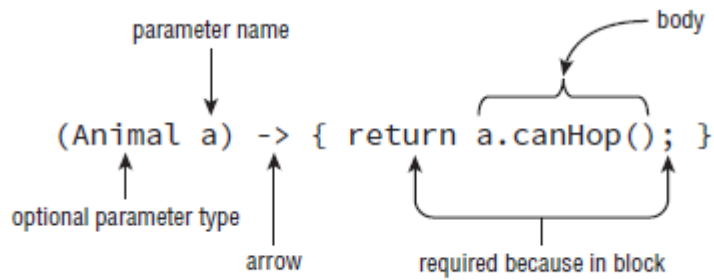 parameter name
body
(Animal a) -> { return a.canHop(); }
optional parameter type
arrow
required because in block